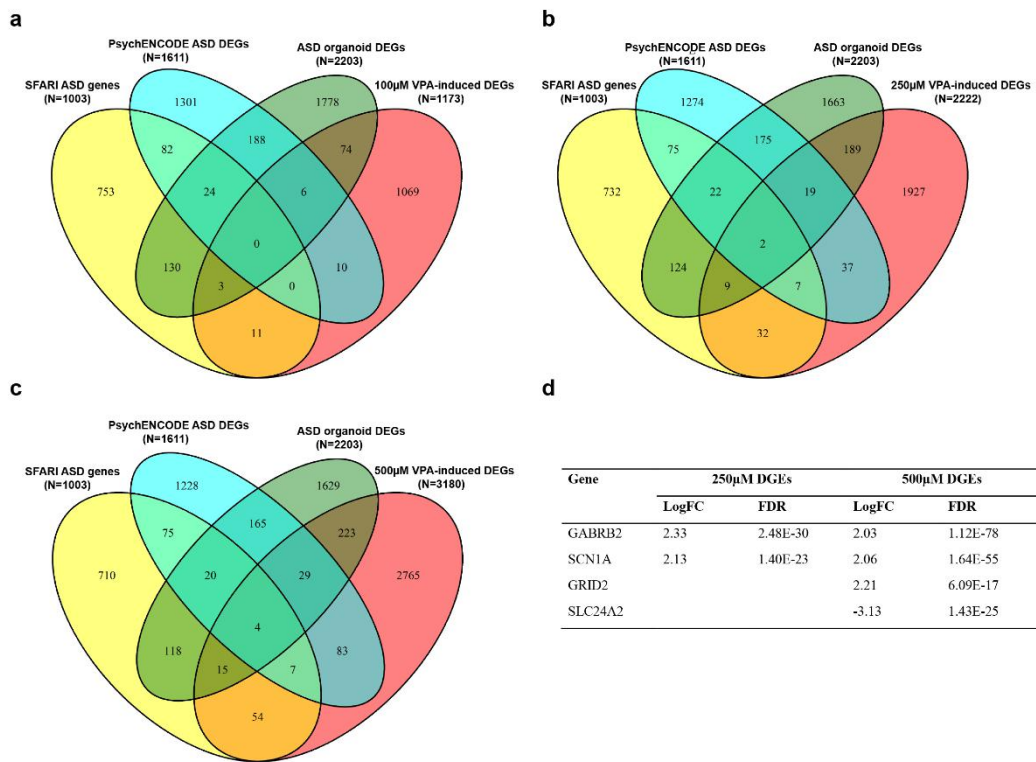 a
PsychENCODE ASD DEGs
(N=1611)
ASD organoid DEGs
(N=2203)
SFARI ASD genes
(N=1003)
100µM VPA-induced DEGs
(N=1173)
1301
1778
82
188
74
753
24
6
1069
0
130
10
3
0
11
b
PsychENCODE ASD DEGs
(N=1611)
ASD organoid DEGs
(N=2203)
SFARI ASD genes
(N=1003)
250µM VPA-induced DEGs
(N=2222)
1274
1663
75
175
189
732
22
19
1927
2
124
37
9
7
32
c
PsychENCODE ASD DEGs
(N=1611)
ASD organoid DEGs
(N=2203)
SFARI ASD genes
(N=1003)
500µM VPA-induced DEGs
(N=3180)
1228
1629
75
165
223
710
20
29
2765
4
118
83
15
7
54
d
Gene 250µM DGEs 500µM DGEs
LogFC FDR LogFC FDR
GABRB2 2.33 2.48E-30 2.03 1.12E-78
SCN1A 2.13 1.40E-23 2.06 1.64E-55
GRID2 2.21 6.09E-17
SLC24A2 -3.13 1.43E-25